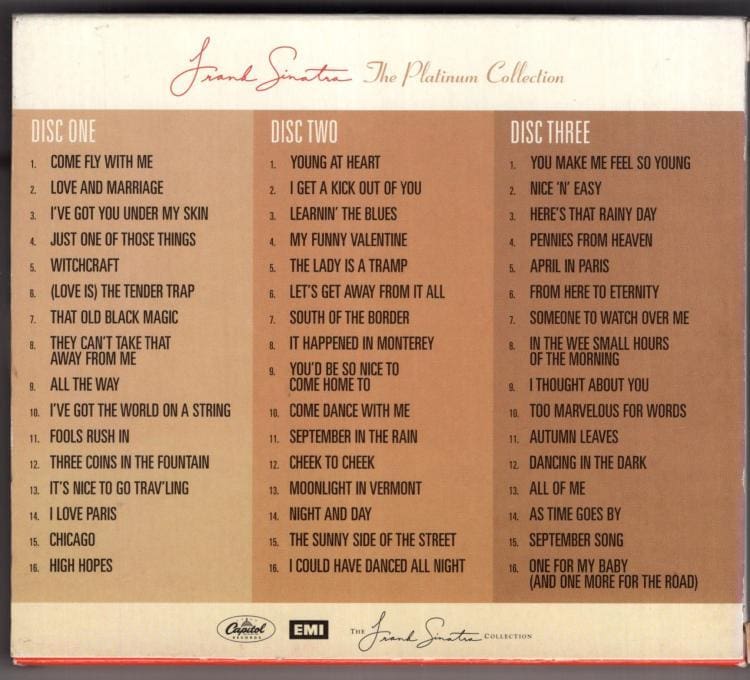 Frank Sinatra The Platinum Collection
DISC ONE
1. COME FLY WITH ME
2. LOVE AND MARRIAGE
3. I'VE GOT YOU UNDER MY SKIN
4. JUST ONE OF THOSE THINGS
5. WITCHCRAFT
6. (LOVE IS) THE TENDER TRAP
7. THAT OLD BLACK MAGIC
8. THEY CAN'T TAKE THAT
AWAY FROM ME
9. ALL THE WAY
10. I'VE GOT THE WORLD ON A STRING
11. FOOLS RUSH IN
12. THREE COINS IN THE FOUNTAIN
13. IT'S NICE TO GO TRAV'LING
14. I LOVE PARIS
15. CHICAGO
16. HIGH HOPES
DISC TWO
1. YOUNG AT HEART
2. I GET A KICK OUT OF YOU
3. LEARNIN' THE BLUES
4. MY FUNNY VALENTINE
5. THE LADY IS A TRAMP
6. LET'S GET AWAY FROM IT ALL
7. SOUTH OF THE BORDER
8. IT HAPPENED IN MONTEREY
9. YOU'D BE SO NICE TO
COME HOME TO
10. COME DANCE WITH ME
11. SEPTEMBER IN THE RAIN
12. CHEEK TO CHEEK
13. MOONLIGHT IN VERMONT
14. NIGHT AND DAY
15. THE SUNNY SIDE OF THE STREET
16. I COULD HAVE DANCED ALL NIGHT
DISC THREE
1. YOU MAKE ME FEEL SO YOUNG
2. NICE 'N' EASY
3. HERE'S THAT RAINY DAY
4. PENNIES FROM HEAVEN
5. APRIL IN PARIS
6. FROM HERE TO ETERNITY
7. SOMEONE TO WATCH OVER ME
8. IN THE WEE SMALL HOURS
OF THE MORNING
9. I THOUGHT ABOUT YOU
10. TOO MARVELOUS FOR WORDS
11. AUTUMN LEAVES
12. DANCING IN THE DARK
13. ALL OF ME
14. AS TIME GOES BY
15. SEPTEMBER SONG
16. ONE FOR MY BABY
(AND ONE MORE FOR THE ROAD)
Capitol
RECORDS
EMI
THE Frank Sinatra COLLECTION